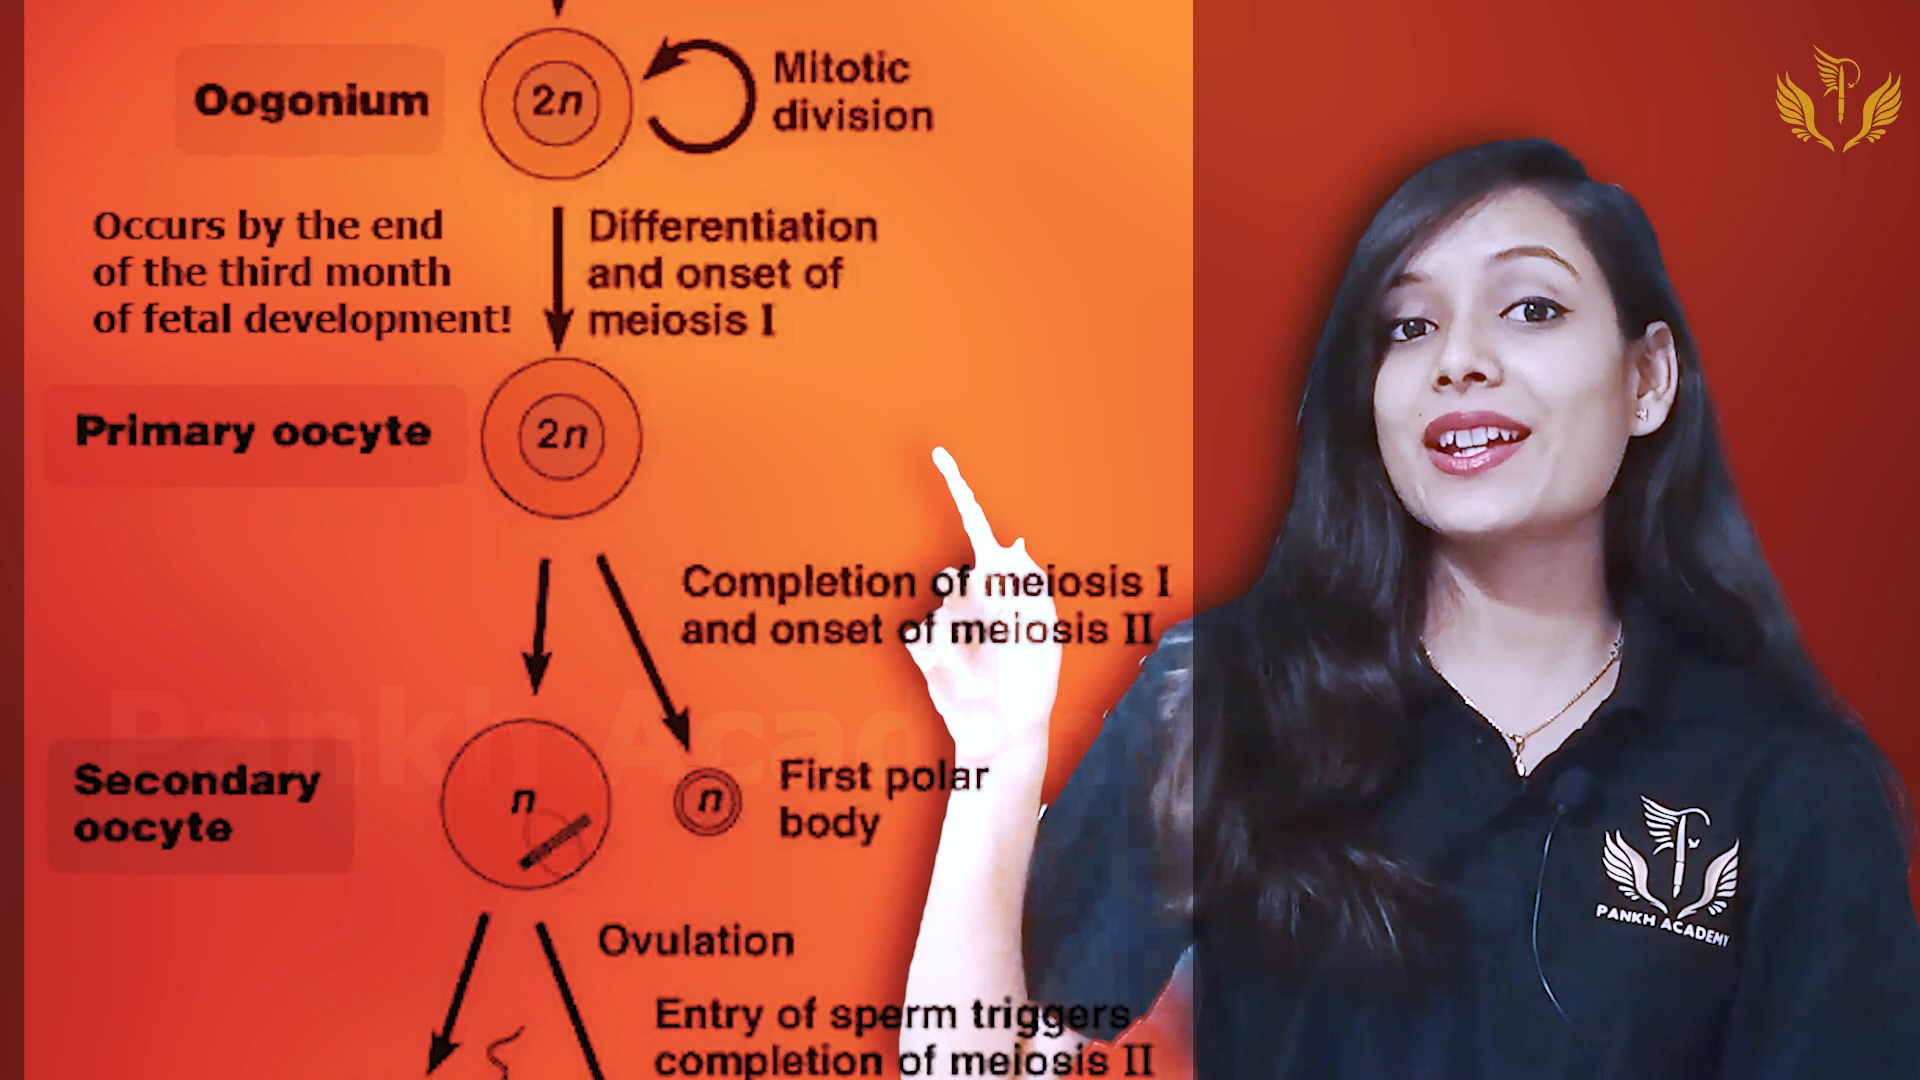 Oogonium
2n
Mitotic
division
Occurs by the end
of the third month
of fetal development!
Differentiation
and onset of
meiosis I
Primary oocyte
2n
Completion of meiosis I
and onset of meiosis II
Pankh Academ
Secondary
oocyte
n
n
First polar
body
Ovulation
Entry of sperm triggers
completion of meiosis II
PANKH ACADEMY